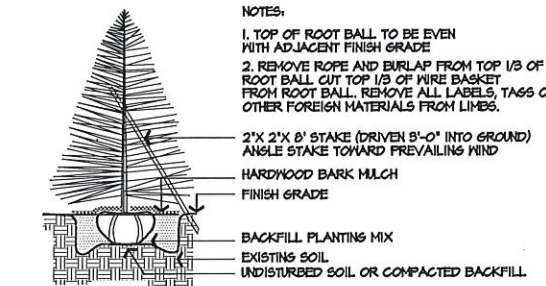 NOTES:
1. TOP OF ROOT BALL TO BE EVEN
WITH ADJACENT FINISH GRADE
2. REMOVE ROPE AND BURLAP FROM TOP 1/3 OF
ROOT BALL CUT TOP 1/3 OF WIRE BASKET
FROM ROOT BALL. REMOVE ALL LABELS, TAGS O
OTHER FOREIGN MATERIALS FROM LIMBS.
2"X 2"X 8' STAKE (DRIVEN 3'-0" INTO GROUND)
ANGLE STAKE TOWARD PREVAILING WIND
HARDWOOD BARK MULCH
FINISH GRADE
BACKFILL PLANTING MIX
EXISTING SOIL
UNDISTURBED SOIL OR COMPACTED BACKFILL